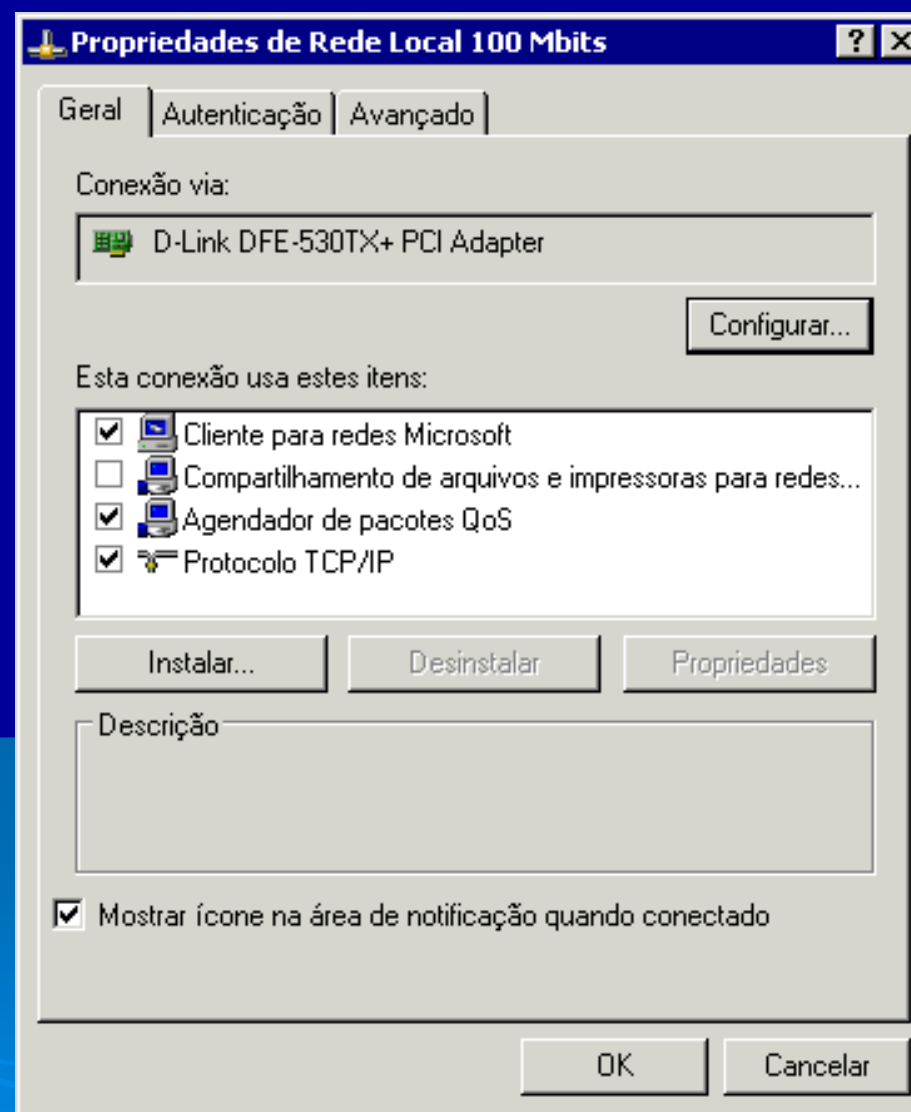 Propriedades de Rede Local 100 Mbits
Geral Autenticação Avançado
Conexão via:
D-Link DFE-530TX+ PCI Adapter
Configurar...
Esta conexão usa estes itens:
Cliente para redes Microsoft
Compartilhamento de arquivos e impressoras para redes...
Agendador de pacotes QoS
Protocolo TCP/IP
Instalar... Desinstalar Propriedades
Descrição
Mostrar ícone na área de notificação quando conectado
OK Cancelar